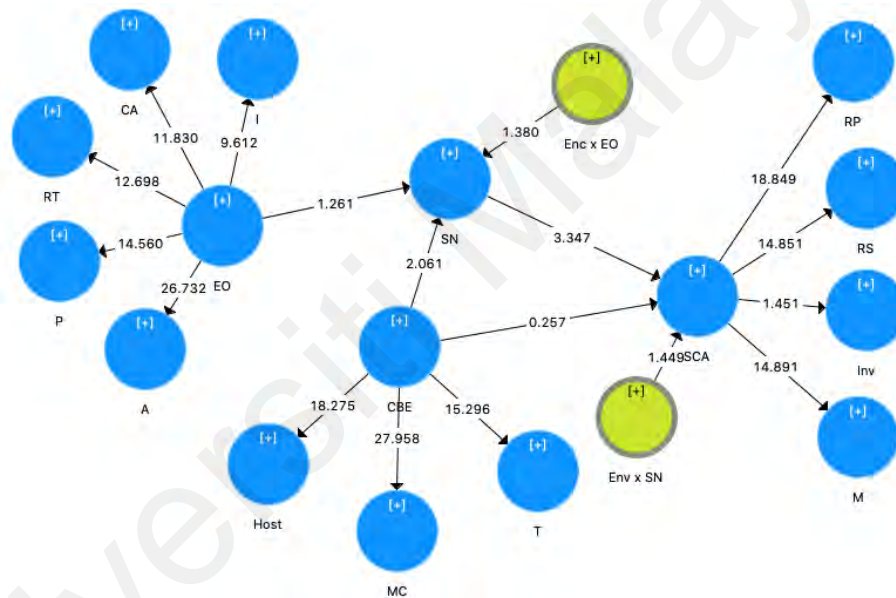 [+]
CA
[+]
I
[+]
RT
[+]
P
[+]
A
[+]
EO
11.830
9.612
12.698
14.560
26.732
1.261
[+]
SN
[+]
Enc x EO
1.380
2.061
3.347
[+]
CBE
0.257
18.275
27.958
15.296
[+]
Host
[+]
MC
[+]
T
[+]
SCA
1.449
[+]
Env x SN
18.849
14.851
1.451
14.891
[+]
RP
[+]
RS
[+]
Inv
[+]
M